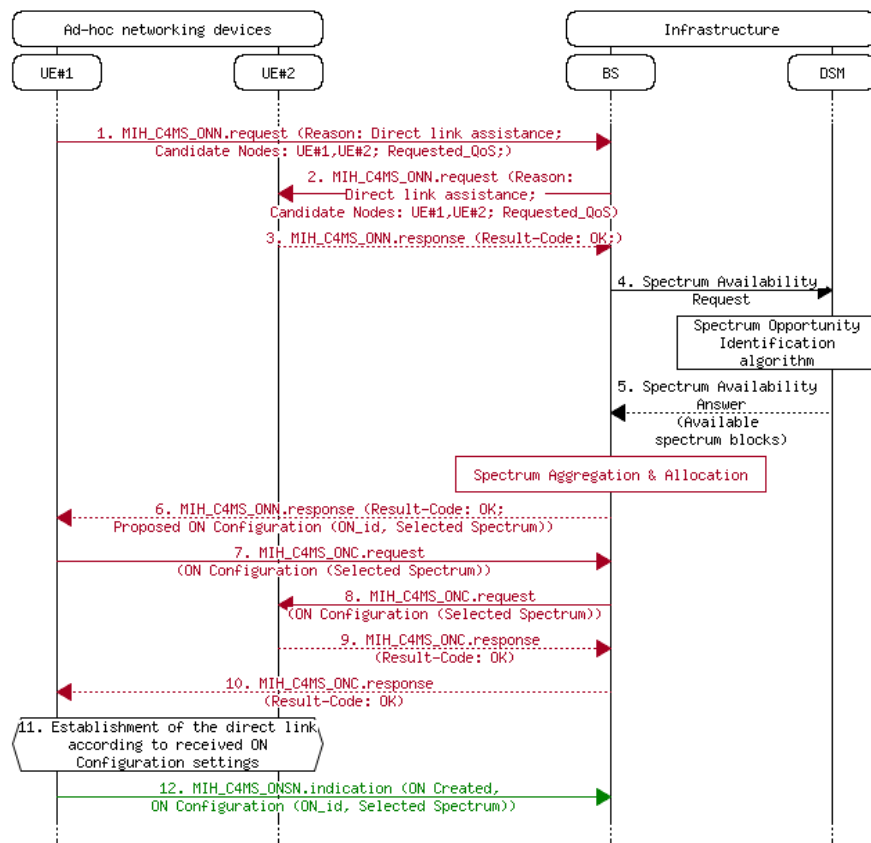 Ad-hoc networking devices
Infrastructure
UE#1
UE#2
BS
DSM
1. MIH_C4MS_ONN.request (Reason: Direct link assistance;
Candidate Nodes: UE#1,UE#2; Requested_QoS;)
2. MIH_C4MS_ONN.request (Reason:
Direct link assistance;
Candidate Nodes: UE#1,UE#2; Requested_QoS)
3. MIH_C4MS_ONN.response (Result-Code: OK;)
4. Spectrum Availability
Request
Spectrum Opportunity
Identification
algorithm
5. Spectrum Availability
Answer
(Available
spectrum blocks)
Spectrum Aggregation & Allocation
6. MIH_C4MS_ONN.response (Result-Code: OK;
Proposed ON Configuration (ON_id, Selected Spectrum))
7. MIH_C4MS_ONC.request
(ON Configuration (Selected Spectrum))
8. MIH_C4MS_ONC.request
(ON Configuration (Selected Spectrum))
9. MIH_C4MS_ONC.response
(Result-Code: OK)
10. MIH_C4MS_ONC.response
(Result-Code: OK)
11. Establishment of the direct link
according to received ON
Configuration settings
12. MIH_C4MS_ONSN.indication (ON Created,
ON Configuration (ON_id, Selected Spectrum))